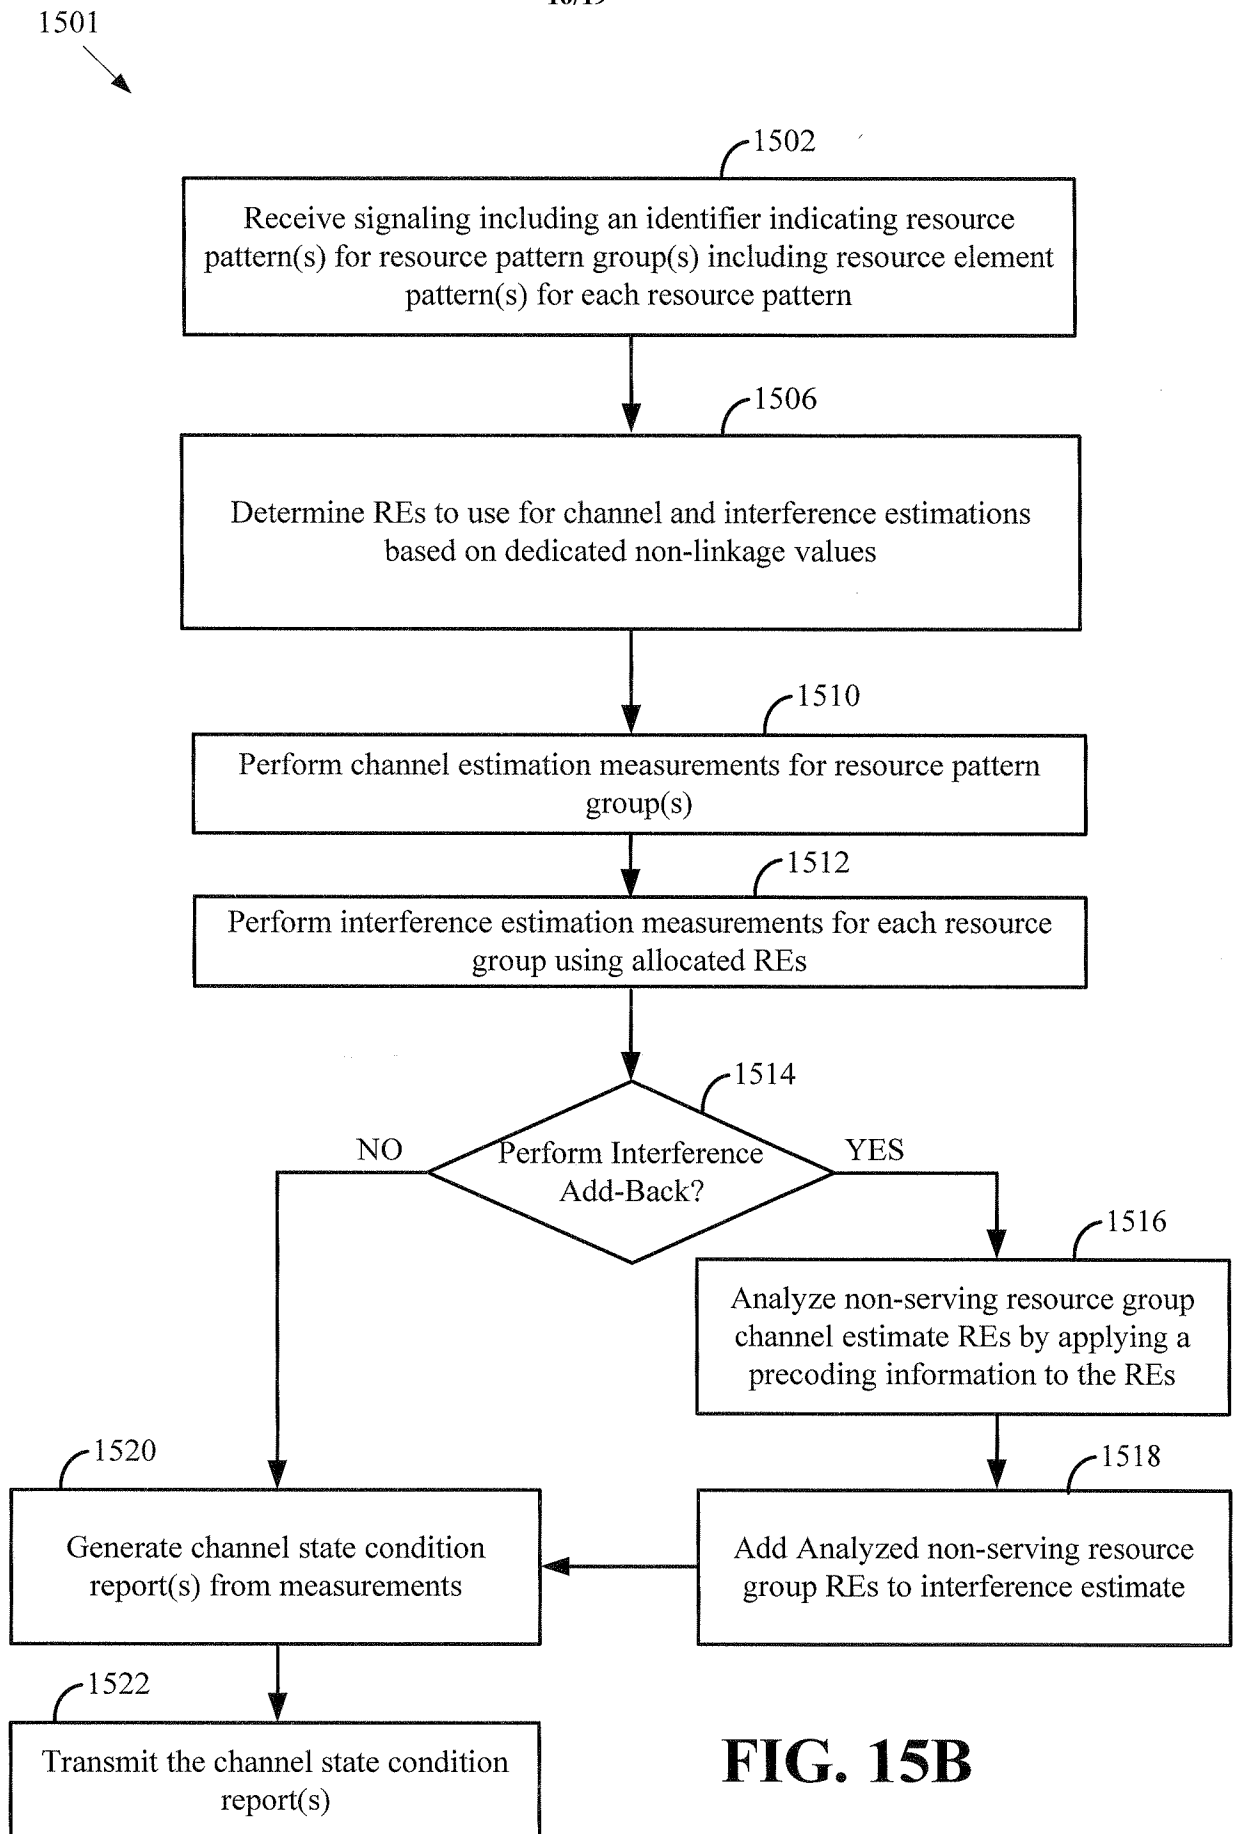 16/19
1501
1502
Receive signaling including an identifier indicating resource
pattern(s) for resource pattern group(s) including resource element
pattern(s) for each resource pattern
1506
Determine REs to use for channel and interference estimations
based on dedicated non-linkage values
1510
Perform channel estimation measurements for resource pattern
group(s)
1512
Perform interference estimation measurements for each resource
group using allocated REs
1514
NO
Perform Interference
Add-Back?
YES
1516
Analyze non-serving resource group
channel estimate REs by applying a
precoding information to the REs
1520
Generate channel state condition
report(s) from measurements
1518
Add Analyzed non-serving resource
group REs to interference estimate
1522
Transmit the channel state condition
report(s)
FIG. 15B